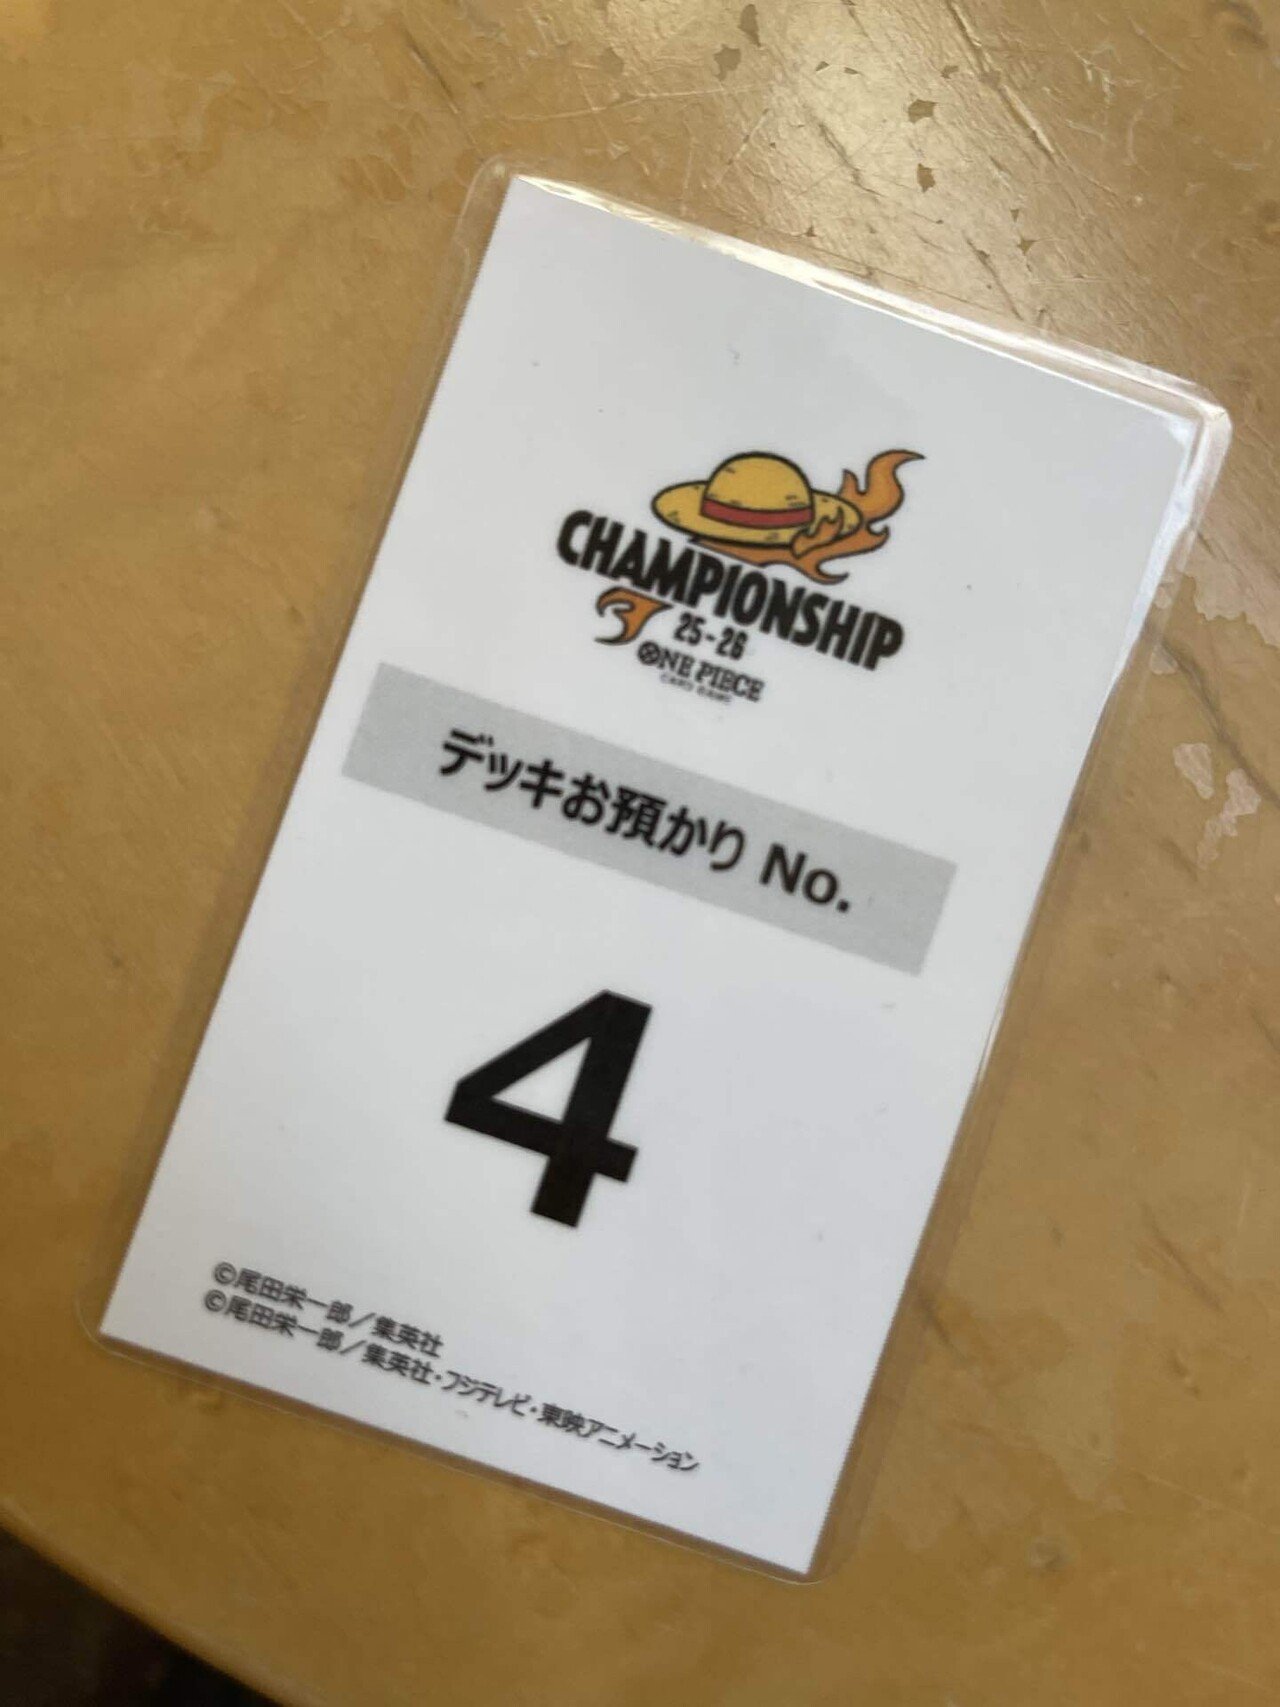 CHAMPIONSHIP
25-26
ONE PIECE
CARD GAME
デッキお預かり No.
4
©尾田栄一郎／集英社
©尾田栄一郎／集英社・フジテレビ・東映アニメーション